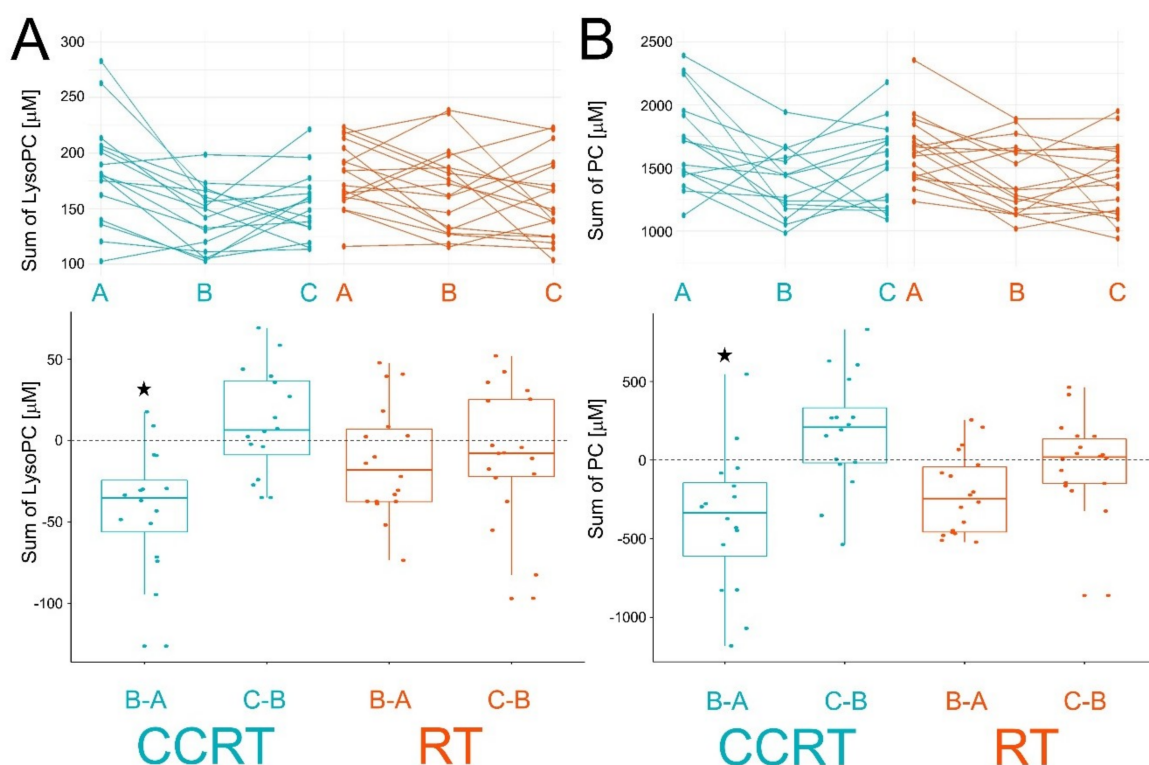 A
Sum of LysoPC [µM]
300
250
200
150
100
A B C A B C
Sum of LysoPC [µM]
50
0
-50
-100
★
B-A C-B B-A C-B
CCRT RT
B
Sum of PC [µM]
2500
2000
1500
1000
A B C A B C
Sum of PC [µM]
500
0
-500
-1000
★
B-A C-B B-A C-B
CCRT RT